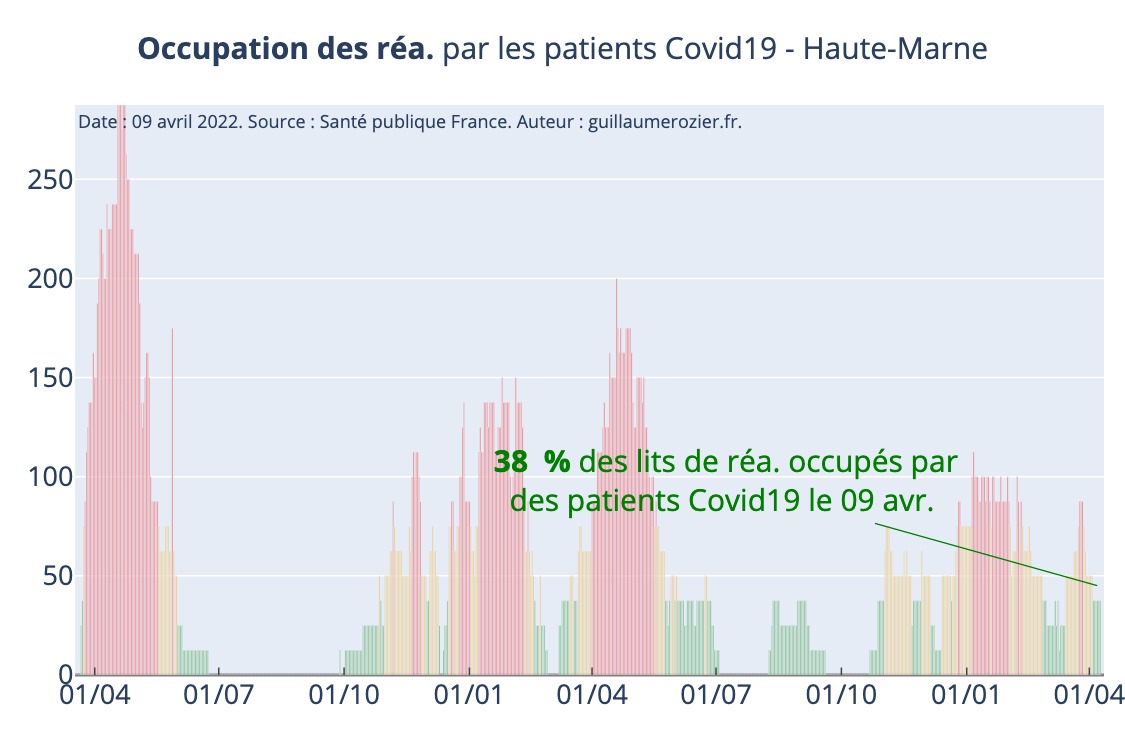 Occupation des réa. par les patients Covid19 - Haute-Marne
Date : 09 avril 2022. Source : Santé publique France. Auteur : guillaumerozier.fr.
250
200
150
100
50
0
38 % des lits de réa. occupés par
des patients Covid19 le 09 avr.
01/04 01/07 01/10 01/01 01/04 01/07 01/10 01/01 01/04